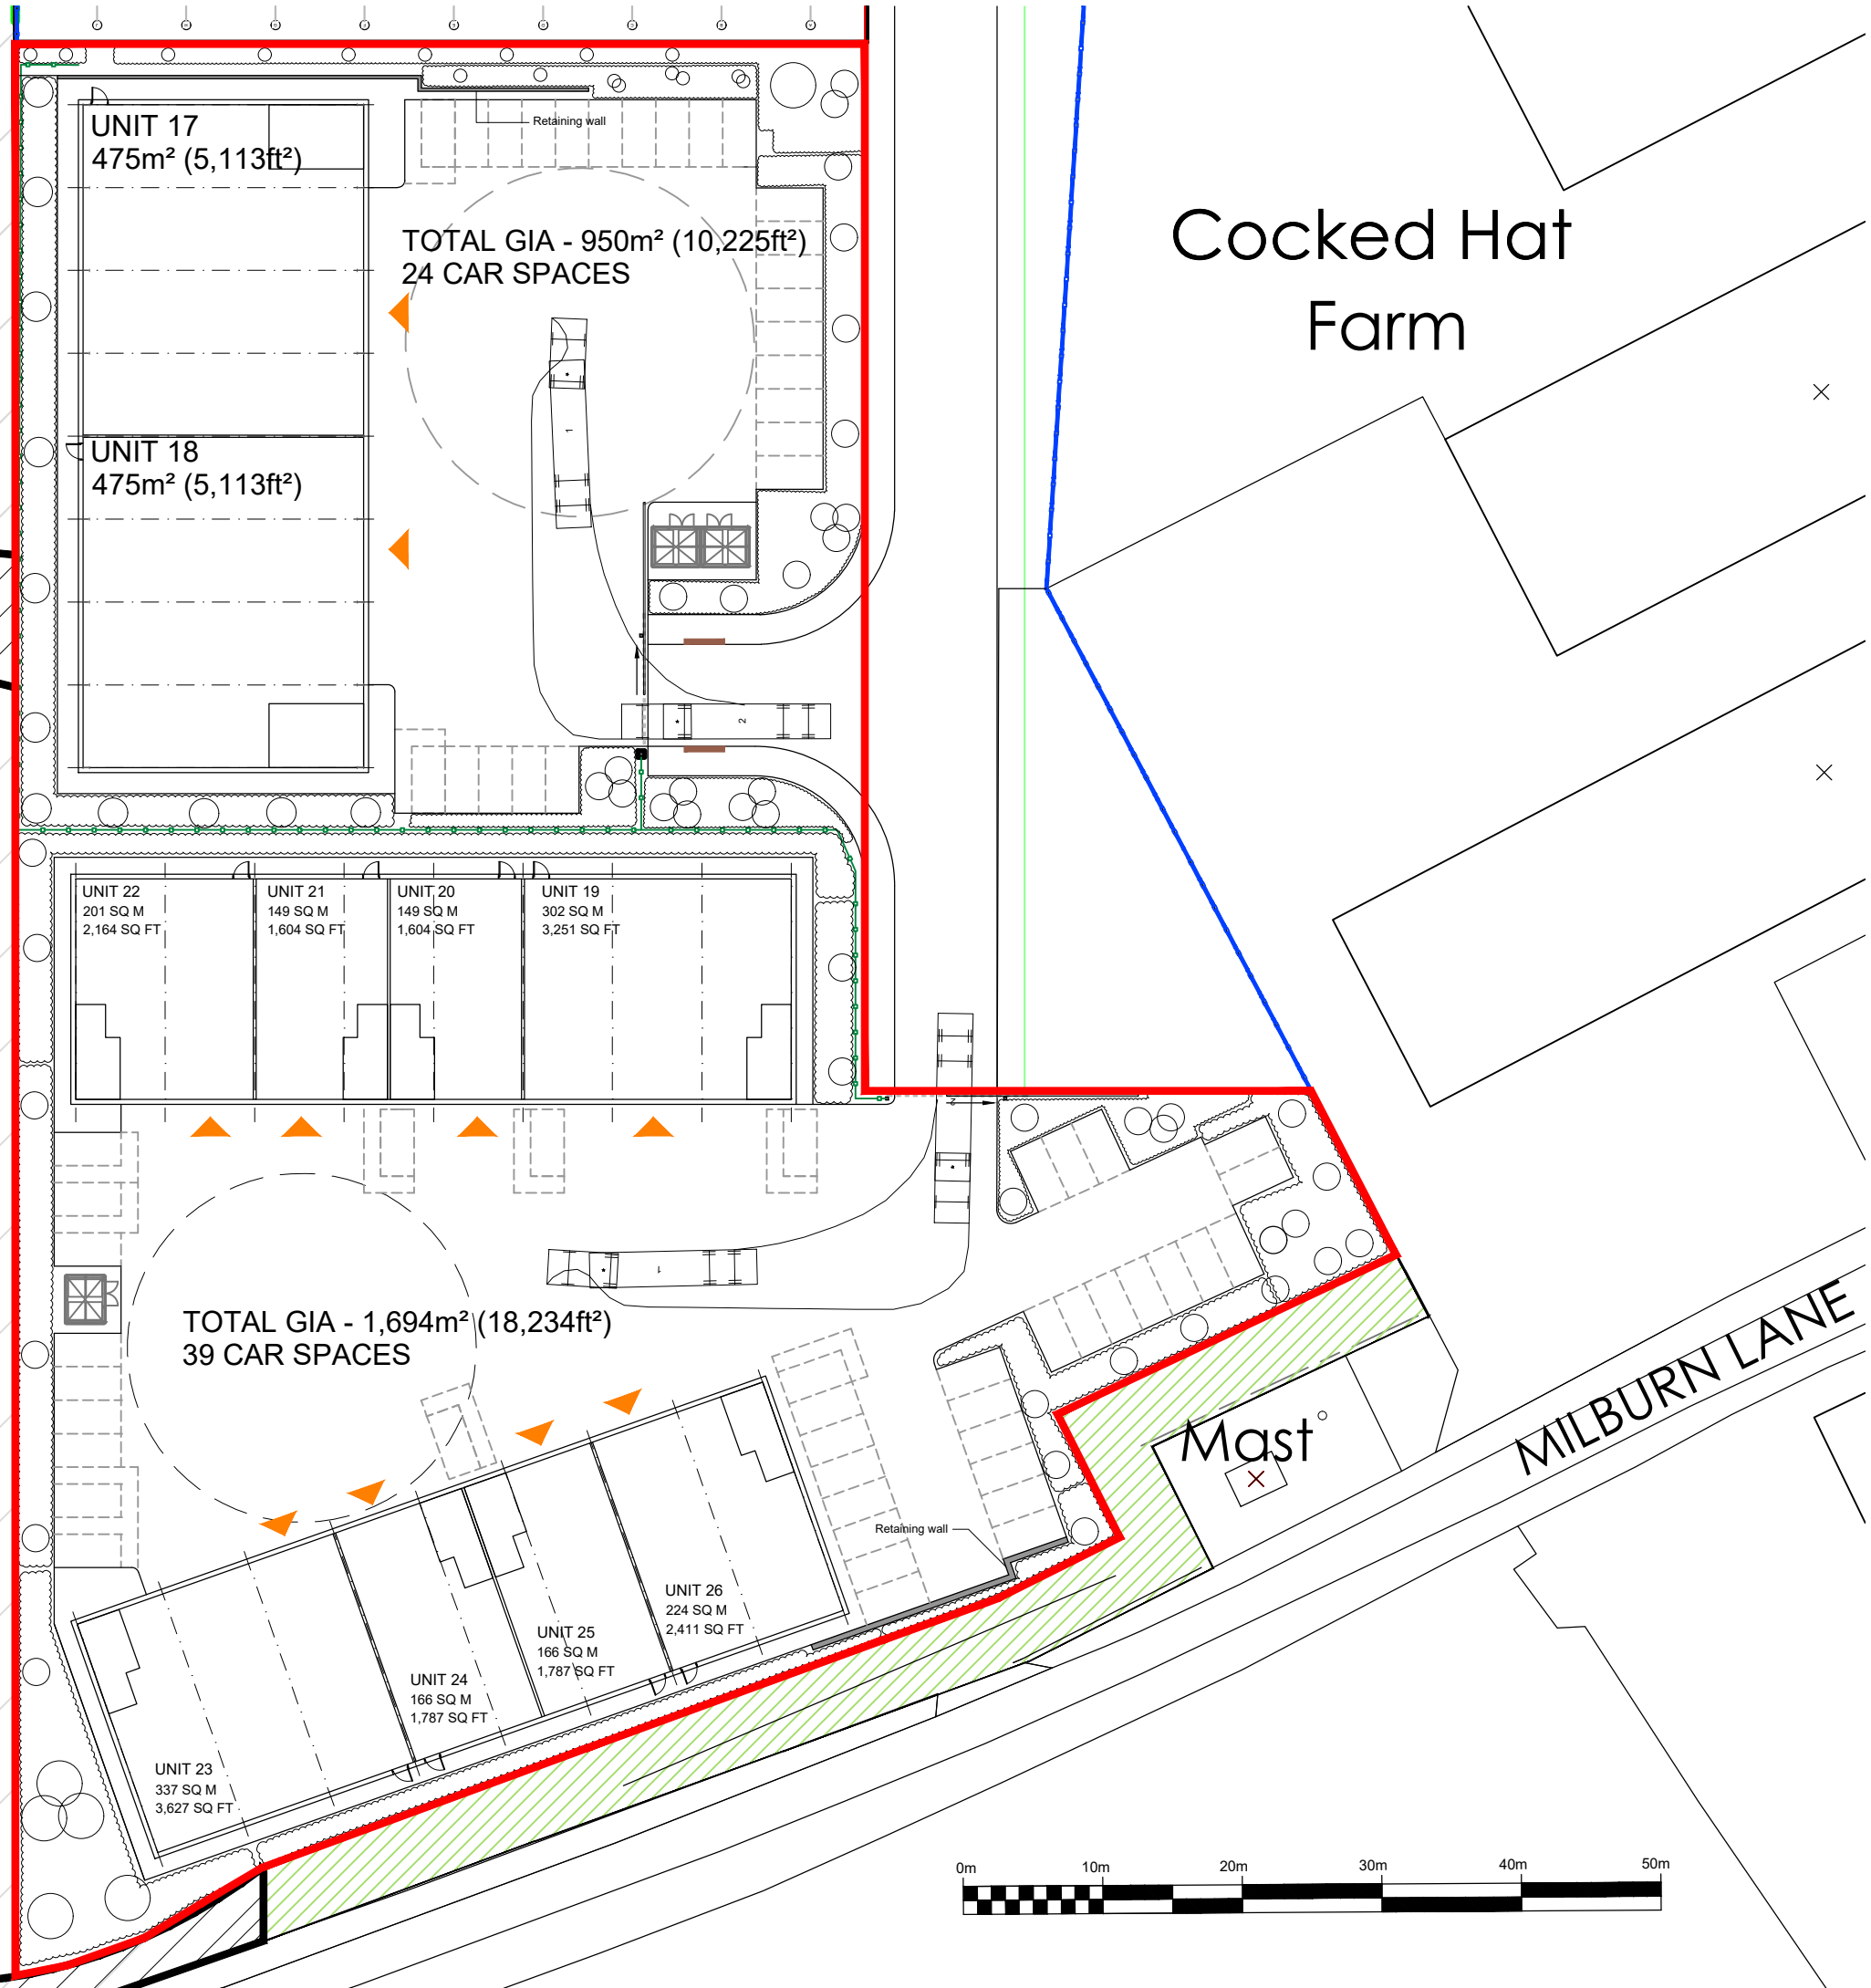 UNIT 17
475m² (5,113ft²)
Retaining wall
TOTAL GIA - 950m² (10,225ft²)
24 CAR SPACES
Cocked Hat
Farm
1
UNIT 18
475m² (5,113ft²)
2
UNIT 22
201 SQ M
2,164 SQ FT
UNIT 21
149 SQ M
1,604 SQ FT
UNIT 20
149 SQ M
1,604 SQ FT
UNIT 19
302 SQ M
3,251 SQ FT
2
1
TOTAL GIA - 1,694m² (18,234ft²)
39 CAR SPACES
MILBURN LANE
Mast
Retaining wall
UNIT 26
224 SQ M
2,411 SQ FT
UNIT 25
166 SQ M
1,787 SQ FT
UNIT 24
166 SQ M
1,787 SQ FT
UNIT 23
337 SQ M
3,627 SQ FT
0m 10m 20m 30m 40m 50m